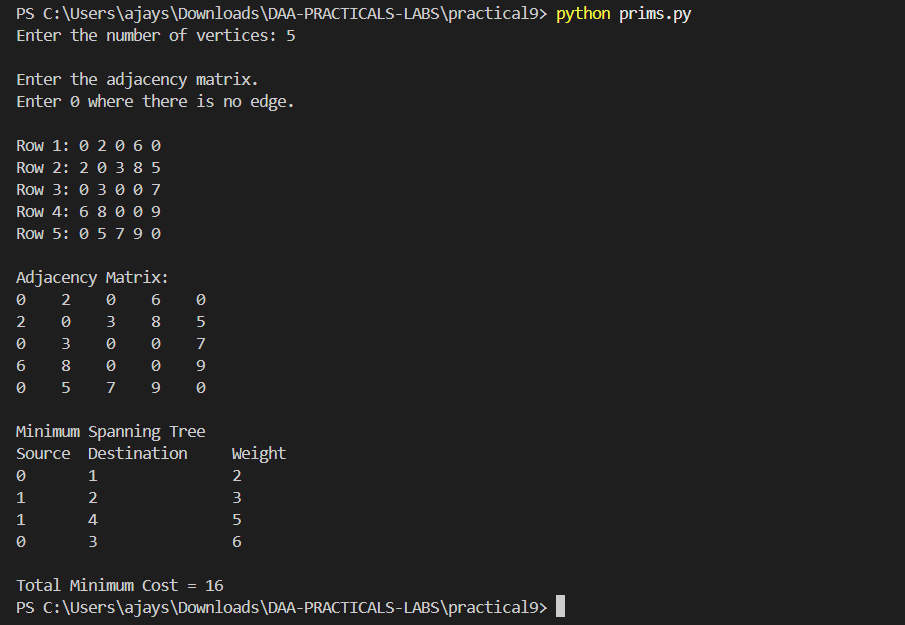 PS C:\Users\ajays\Downloads\DAA-PRACTICALS-LABS\practical9> python prims.py
Enter the number of vertices: 5
Enter the adjacency matrix.
Enter 0 where there is no edge.
Row 1: 0 2 0 6 0
Row 2: 2 0 3 8 5
Row 3: 0 3 0 0 7
Row 4: 6 8 0 0 9
Row 5: 0 5 7 9 0
Adjacency Matrix:
0    2    0    6    0
2    0    3    8    5
0    3    0    0    7
6    8    0    0    9
0    5    7    9    0
Minimum Spanning Tree
Source  Destination     Weight
0       1               2
1       2               3
1       4               5
0       3               6
Total Minimum Cost = 16
PS C:\Users\ajays\Downloads\DAA-PRACTICALS-LABS\practical9>